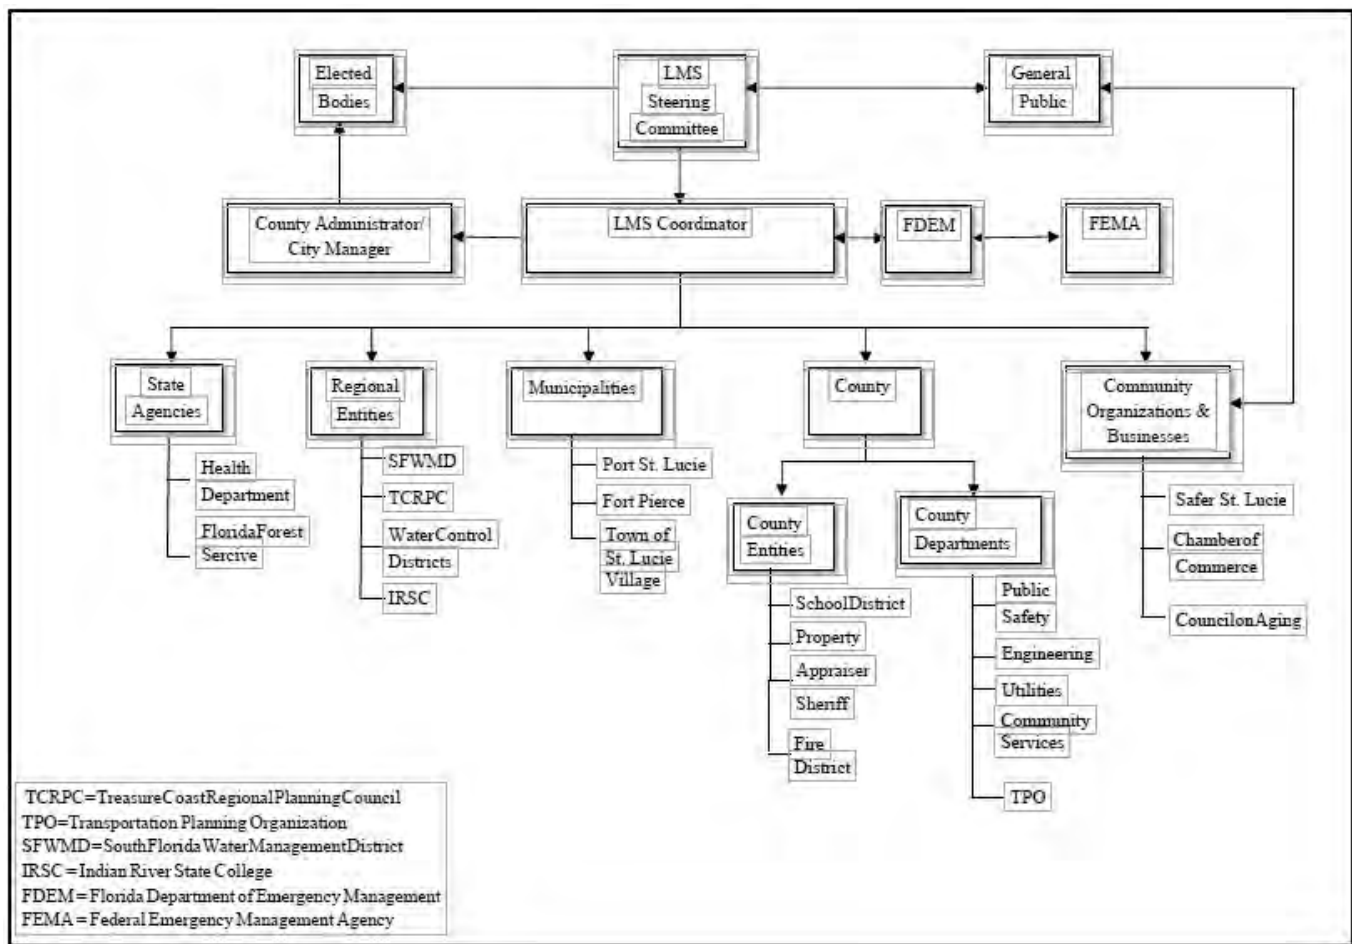 Elected
Bodies
LMS
Steering
Committee
General
Public
County Administrator/
City Manager
LMS Coordinator
FDEM
FEMA
State
Agencies
Regional
Entities
Municipalities
County
Community
Organizations &
Businesses
Health
Department
FloridaForest
Sercive
SFWMD
TCRPC
WaterControl
Districts
IRSC
Port St. Lucie
Fort Pierce
Town of
St. Lucie
Village
County
Entities
County
Departments
SchoolDistrict
Property
Appraiser
Sheriff
Fire
District
Public
Safety
Engineering
Utilities
Community
Services
TPO
Safer St. Lucie
Chamberof
Commerce
CouncilonAging
TCRPC=TreasureCoastRegionalPlanningCouncil
TPO=Transportation Planning Organization
SFWMD=SouthFloridaWaterManagementDistrict
IRSC=Indian River State College
FDEM=Florida Department of Emergency Management
FEMA=Federal Emergency Management Agency